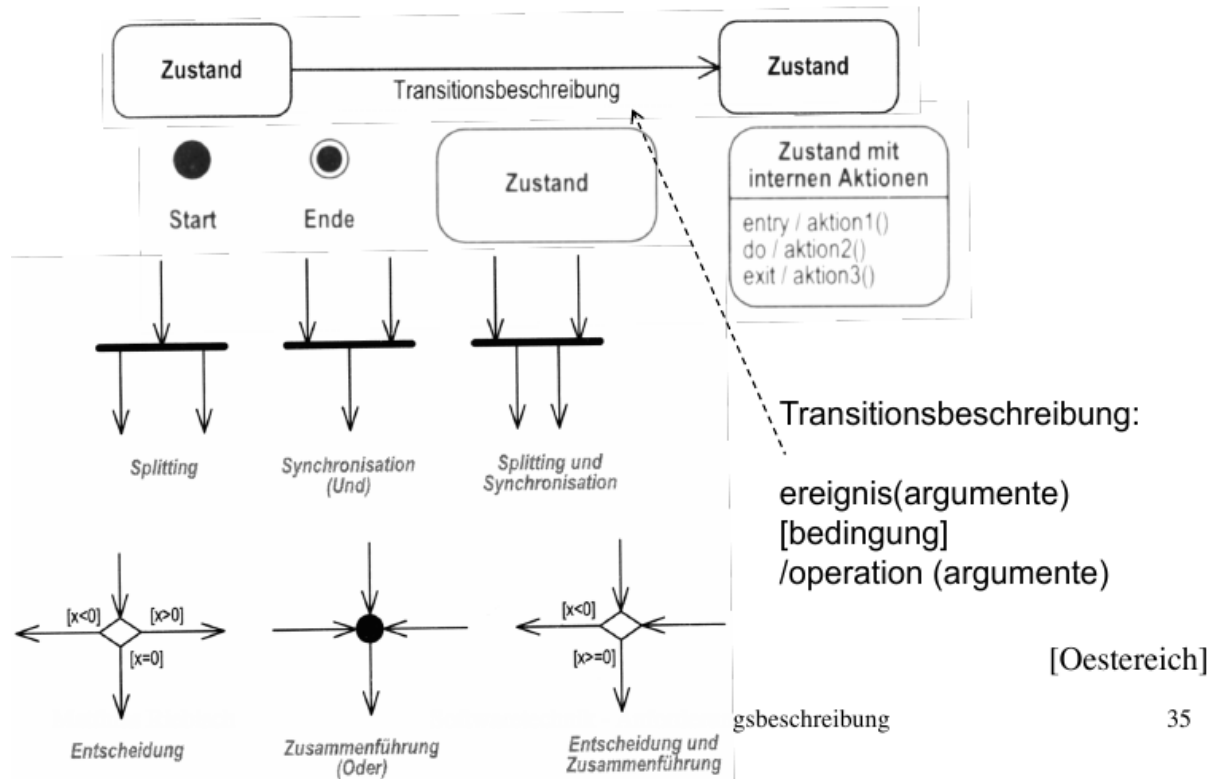 Zustand
Transitionsbeschreibung
Zustand
Start
Ende
Zustand
Zustand mit
internen Aktionen
entry / aktion1()
do / aktion2()
exit / aktion3()
Splitting
Synchronisation
(Und)
Splitting und
Synchronisation
Transitionsbeschreibung:
ereignis(argumente)
[bedingung]
/operation (argumente)
[x<0]
[x>0]
[x=0]
Entscheidung
Zusammenführung
(Oder)
[x<0]
[x>=0]
Entscheidung und
Zusammenführung
[Oestereich]
gsbeschreibung
35